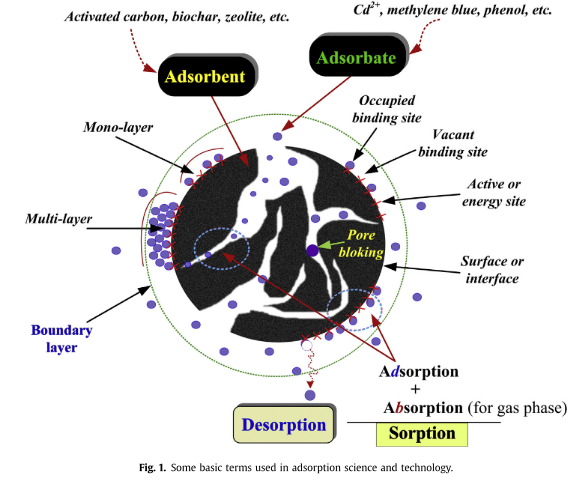 Activated carbon, biochar, zeolite, etc.
Cd²⁺, methylene blue, phenol, etc.
Adsorbent
Adsorbate
Mono-layer
Occupied
binding site
Vacant
binding site
Active or
energy site
Multi-layer
Pore
bloking
Surface or
interface
Boundary
layer
Adsorption
+
Absorption (for gas phase)
Sorption
Desorption
Fig. 1. Some basic terms used in adsorption science and technology.